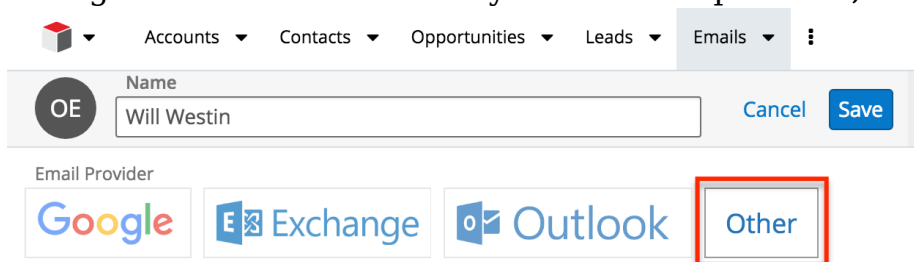 Accounts Contacts Opportunities Leads Emails
Name
OE Will Westin Cancel Save
Email Provider
Google E Exchange o Outlook Other